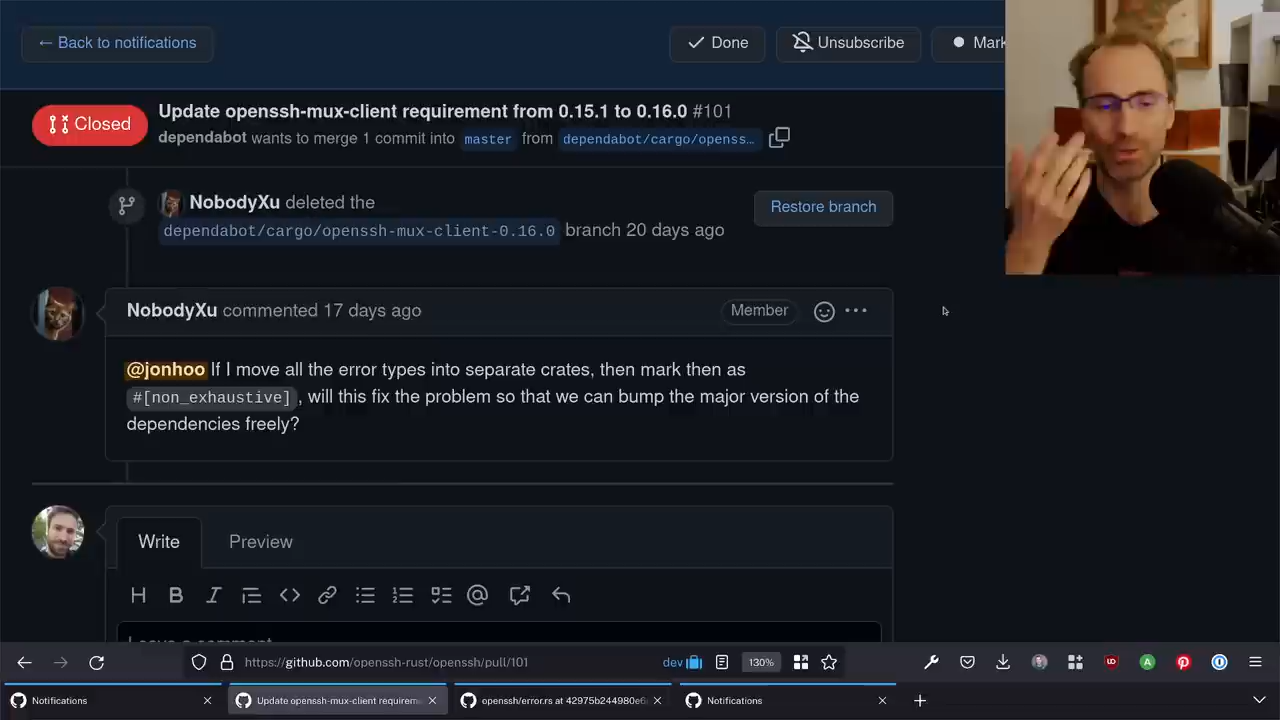 ← Back to notifications
Done
Unsubscribe
Mark
Closed
Update openssh-mux-client requirement from 0.15.1 to 0.16.0 #101
dependabot wants to merge 1 commit into master from dependabot/cargo/openss…
NobodyXu deleted the
dependabot/cargo/openssh-mux-client-0.16.0 branch 20 days ago
Restore branch
NobodyXu commented 17 days ago
Member
@jonhoo If I move all the error types into separate crates, then mark then as
#[non_exhaustive] , will this fix the problem so that we can bump the major version of the
dependencies freely?
Write
Preview
Leave a comment
https://github.com/openssh-rust/openssh/pull/101
dev
130%
Notifications
Update openssh-mux-client requirem
openssh/error.rs at 42975b244980e6
Notifications